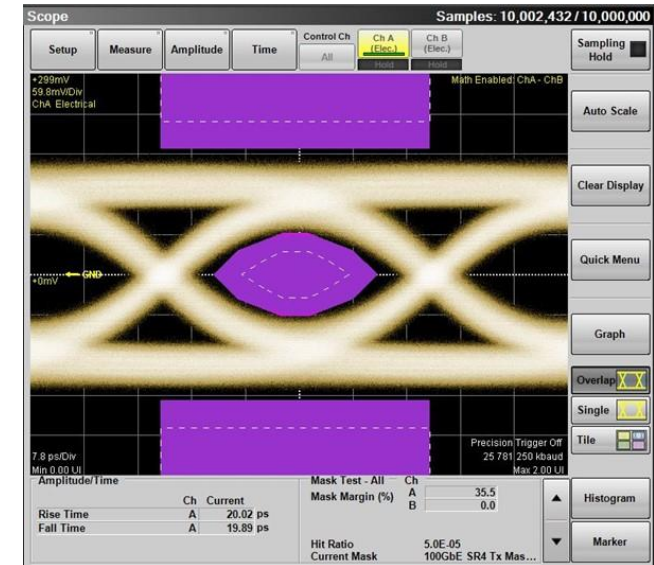 Scope
Samples: 10,002,432 / 10,000,000
Setup
Measure
Amplitude
Time
Control Ch
All
Ch A
(Elec.)
Hold
Ch B
(Elec.)
Hold
Sampling
Hold
+299mV
59.8mV/Div
ChA Electrical
Math Enabled: ChA - ChB
Auto Scale
Clear Display
Quick Menu
Graph
+0mV
GND
Overlap
Single
Tile
7.8 ps/Div
Min 0.00 UI
Precision Trigger Off
25 781 250 kbaud
Max 2.00 UI
Amplitude/Time
Ch Current
Rise Time A 20.02 ps
Fall Time A 19.89 ps
Mask Test - All Ch
Mask Margin (%) A 35.5
B 0.0
Hit Ratio 5.0E-05
Current Mask 100GbE SR4 Tx Mas...
Histogram
Marker